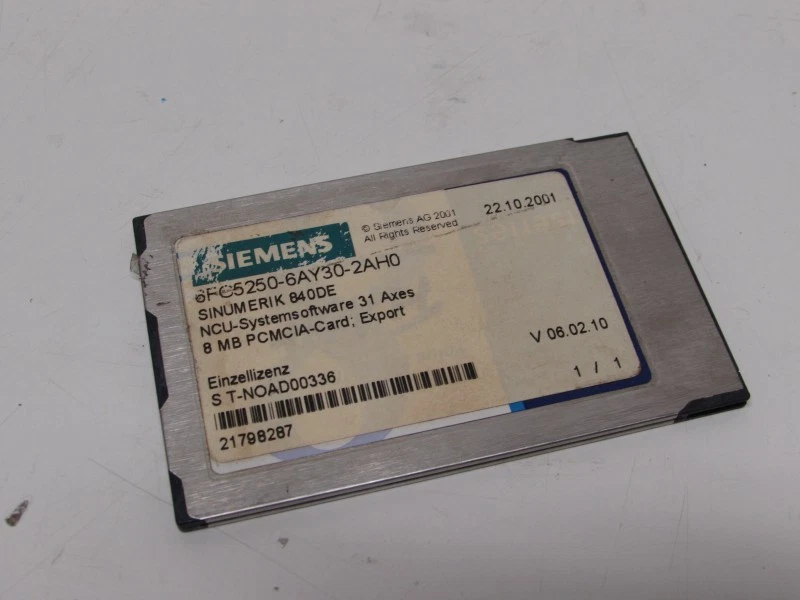 SIEMENS
© Siemens AG 2001
All Rights Reserved
22.10.2001
6FC5250-6AY30-2AH0
SINUMERIK 840DE
NCU-Systemsoftware 31 Axes
8 MB PCMCIA-Card; Export
V 06.02.10
Einzellizenz
1 / 1
S T-NOAD00336
21798287